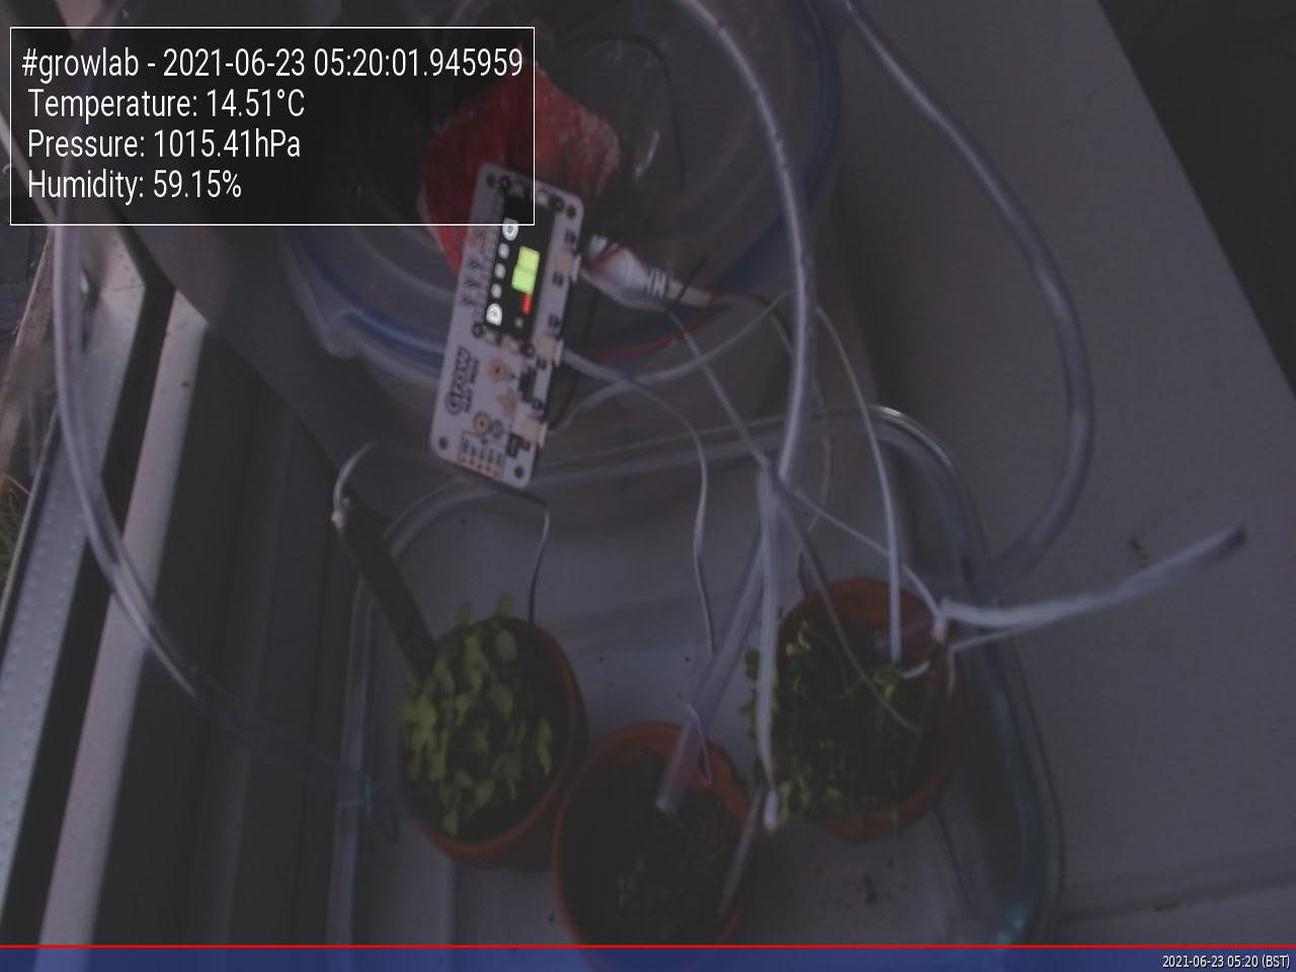 #growlab - 2021-06-23 05:20:01.945959
Temperature: 14.51°C
Pressure: 1015.41hPa
Humidity: 59.15%
Grow
2021-06-23 05:20 (BST)